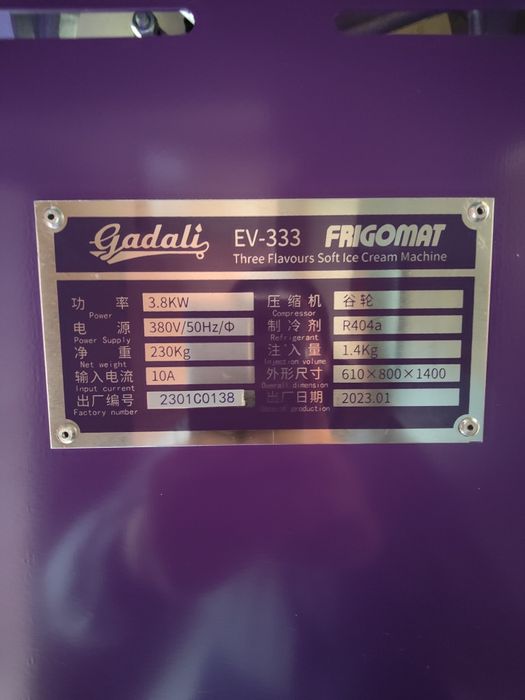 gadali EV-333 FRIGOMAT
Three Flavours Soft Ice Cream Machine
功 率 3.8KW 压缩机 谷轮
Power Compressor
电 源 380V/50Hz/Φ 制冷剂 R404a
Power Supply Refrigerant
净 重 230Kg 注入量 1.4Kg
Net weight Injection volume
输入电流 10A 外形尺寸 610×800×1400
Input current Overall dimension
出厂编号 2301C0138 出厂日期 2023.01
Factory number of production